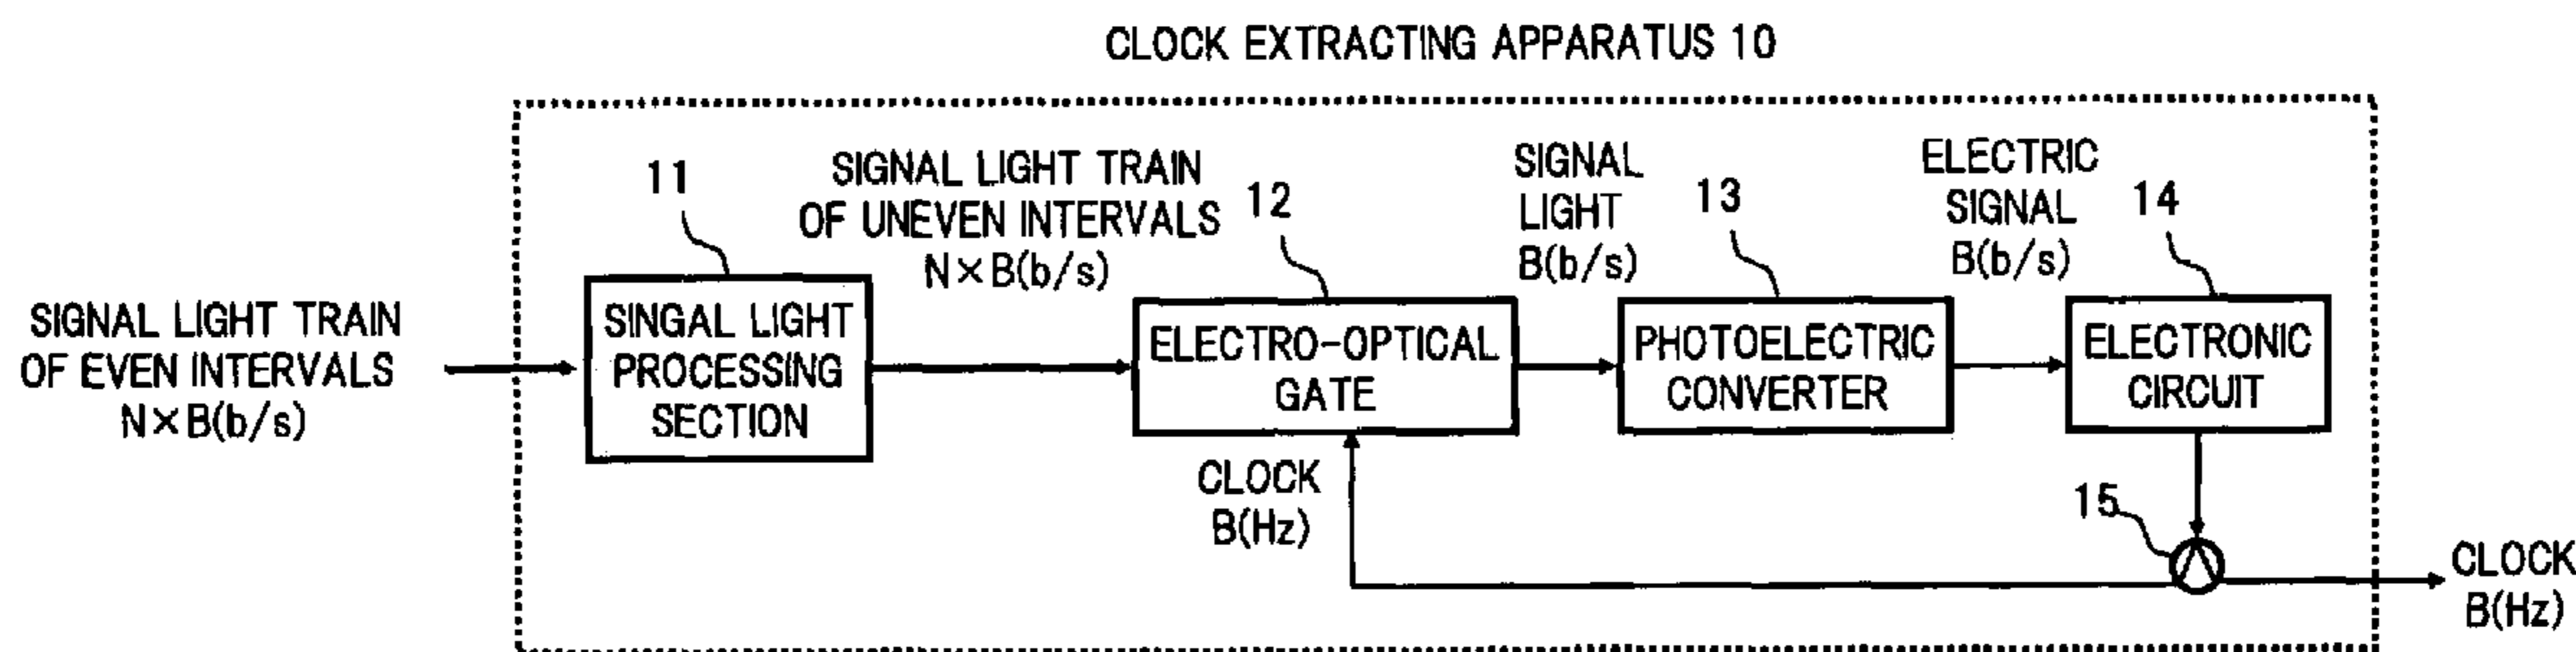 CLOCK EXTRACTING APPARATUS 10
11
SIGNAL LIGHT TRAIN
OF UNEVEN INTERVALS
N×B(b/s)
12
SIGNAL
LIGHT
B(b/s)
13
ELECTRIC
SIGNAL
B(b/s)
14
SIGNAL LIGHT TRAIN
OF EVEN INTERVALS
N×B(b/s)
SINGAL LIGHT
PROCESSING
SECTION
ELECTRO-OPTICAL
GATE
PHOTOELECTRIC
CONVERTER
ELECTRONIC
CIRCUIT
CLOCK
B(Hz)
15
CLOCK
B(Hz)